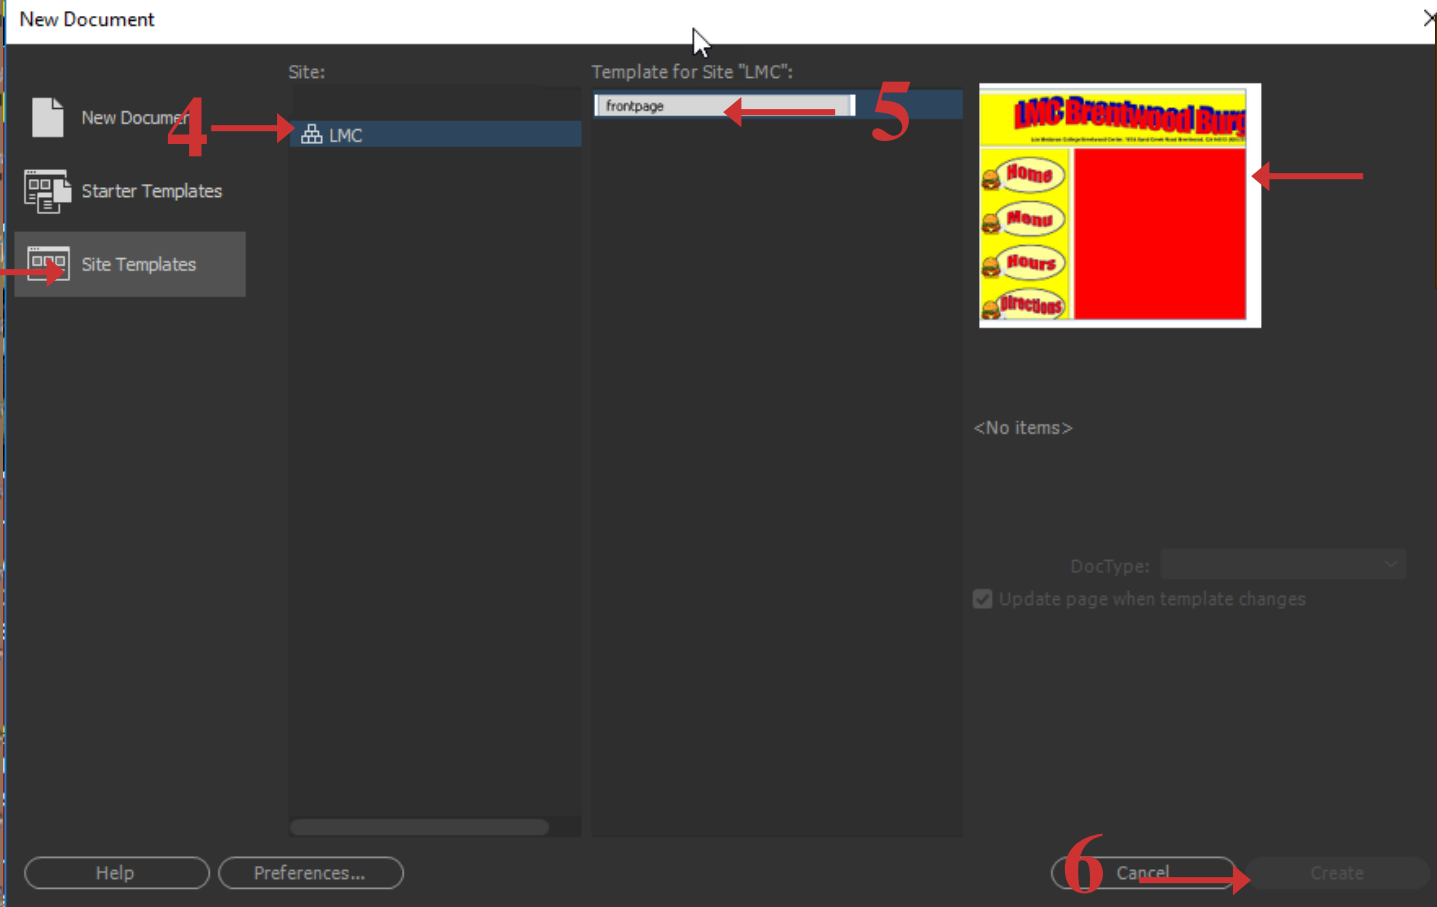 New Document
Site:
Template for Site "LMC":
New Documen
4
LMC
frontpage
5
Starter Templates
Site Templates
LMC Brentwood Burg
Home
Menu
Hours
Directions
<No items>
DocType:
Update page when template changes
Help
Preferences...
6
Cancel
Create